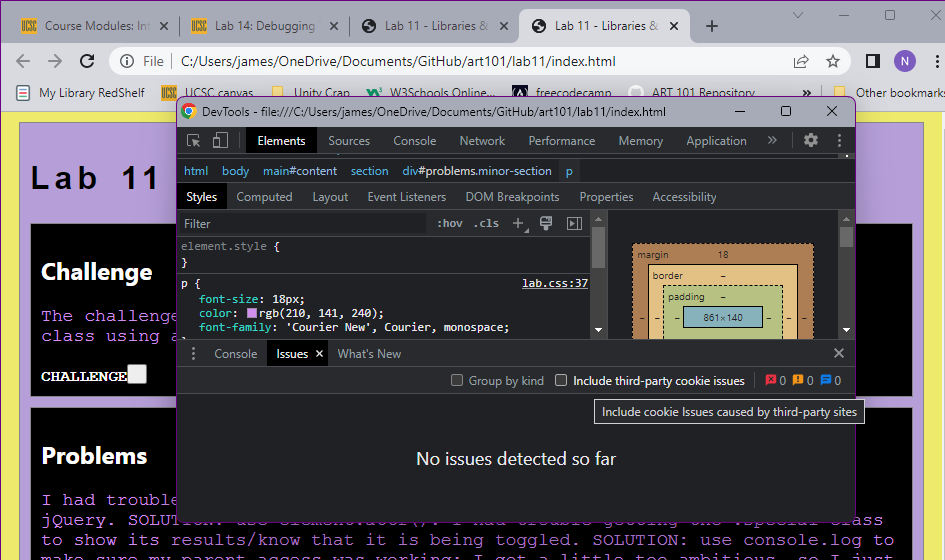 Course Modules: Int
Lab 14: Debugging
Lab 11 - Libraries &
Lab 11 - Libraries &
File
C:/Users/james/OneDrive/Documents/GitHub/art101/lab11/index.html
N
My Library RedShelf
UCSC canvas
Unity Crap
W3Schools Online...
freecodecamp
ART 101 Repository
»
Other bookmarks
DevTools - file:///C:/Users/james/OneDrive/Documents/GitHub/art101/lab11/index.html
Elements
Sources
Console
Network
Performance
Memory
Application
»
html
body
main#content
section
div#problems.minor-section
p
Styles
Computed
Layout
Event Listeners
DOM Breakpoints
Properties
Accessibility
Filter
:hov
.cls
+
element.style {
}
p {
lab.css:37
font-size: 18px;
color: rgb(210, 141, 240);
font-family: 'Courier New', Courier, monospace;
margin
18
border
–
padding
–
861×140
Console
Issues
What's New
Group by kind
Include third-party cookie issues
0
0
0
Include cookie Issues caused by third-party sites
No issues detected so far
Lab 11
Challenge
The challenge
class using a
CHALLENGE
Problems
I had trouble
jQuery. SOLUTION: use element.attr(). I had trouble getting the .special class
to show its results/know that it is being toggled. SOLUTION: use console.log to
make sure my parent access was working; I got a little too ambitious, so I just